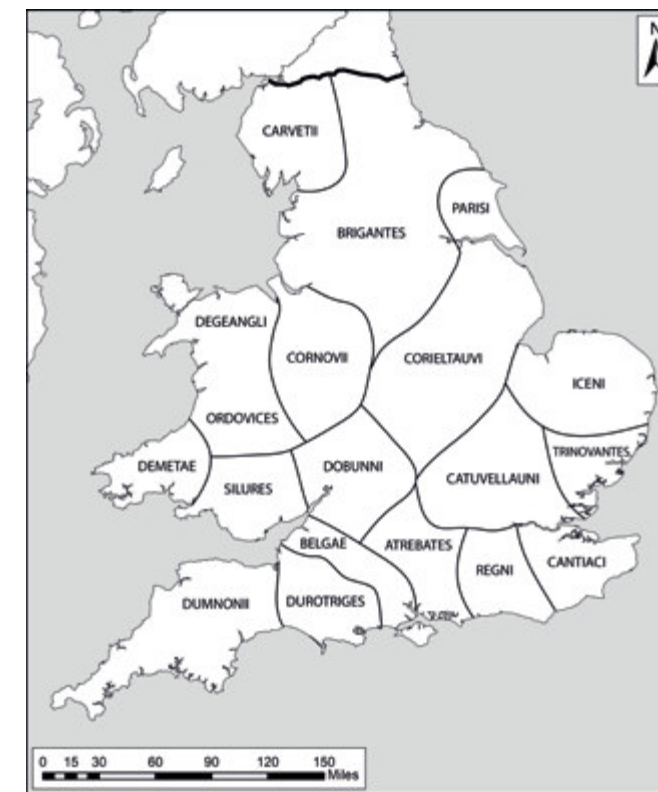 N
CARVETII
PARISI
BRIGANTES
DEGEANGLI
CORNOVII
CORIELTAUVI
ICENI
ORDOVICES
TRINOVANTES
DEMETAE
DOBUNNI
SILURES
CATUVELLAUNI
BELGAE
ATREBATES
CANTIACI
REGNI
DUMNONII
DUROTRIGES
0 15 30 60 90 120 150
Miles